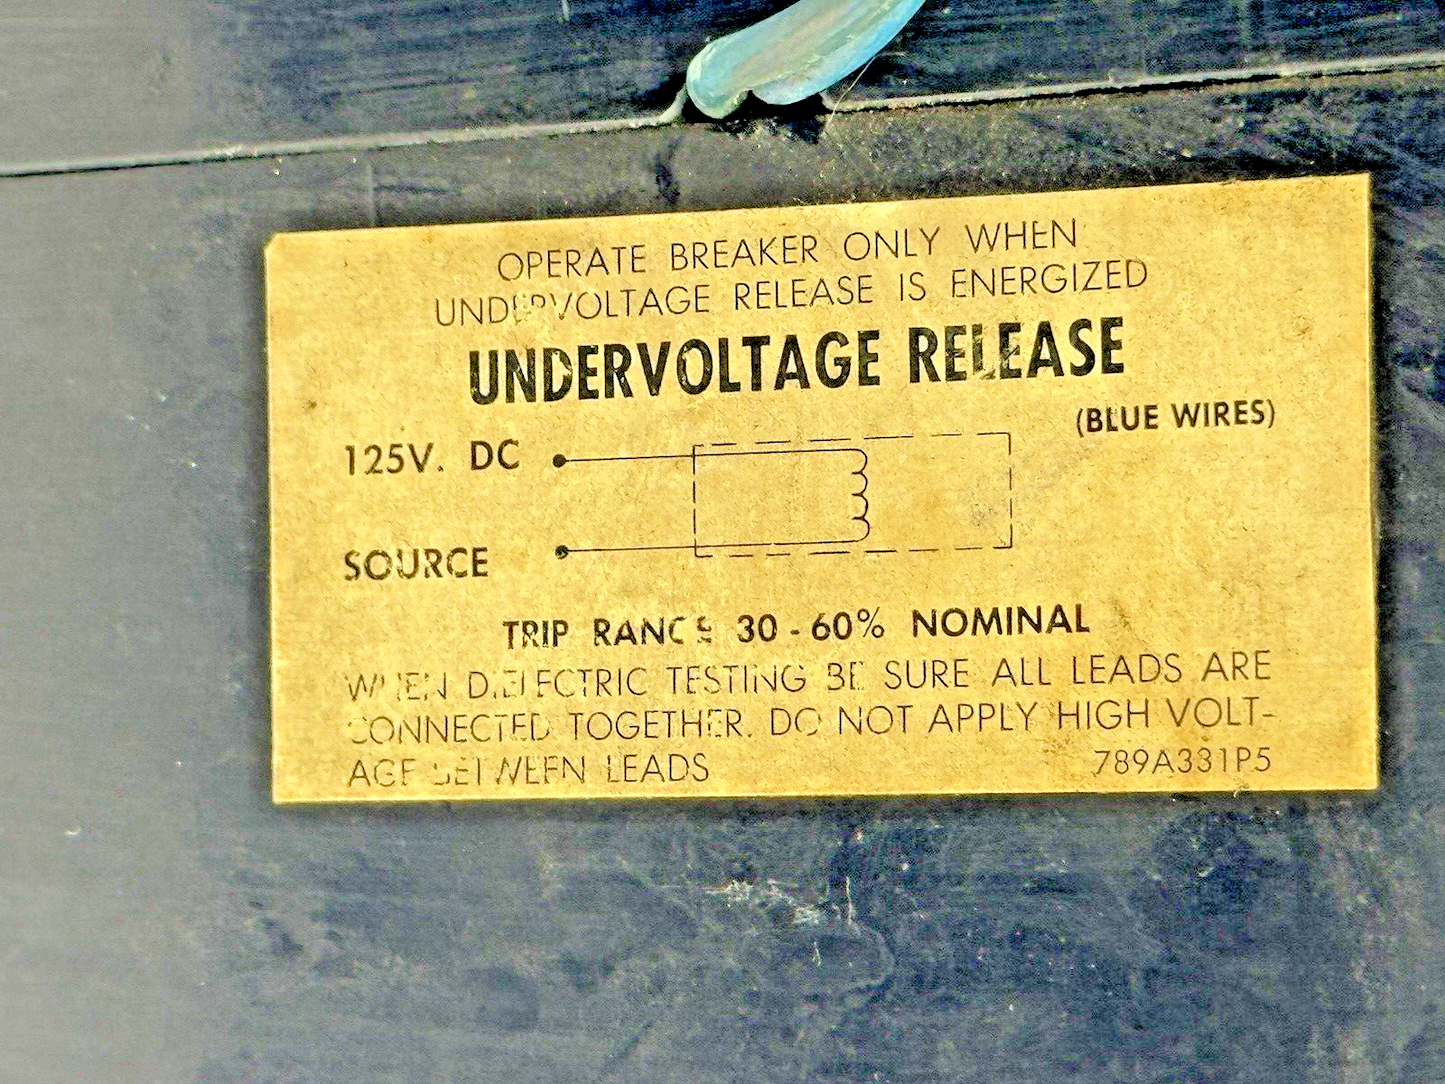 OPERATE BREAKER ONLY WHEN
UNDERVOLTAGE RELEASE IS ENERGIZED
UNDERVOLTAGE RELEASE
(BLUE WIRES)
125V. DC
SOURCE
TRIP RANGE 30-60% NOMINAL
WHEN DIELECTRIC TESTING BE SURE ALL LEADS ARE
CONNECTED TOGETHER. DO NOT APPLY HIGH VOLT-
AGE BETWEEN LEADS
789A331P5